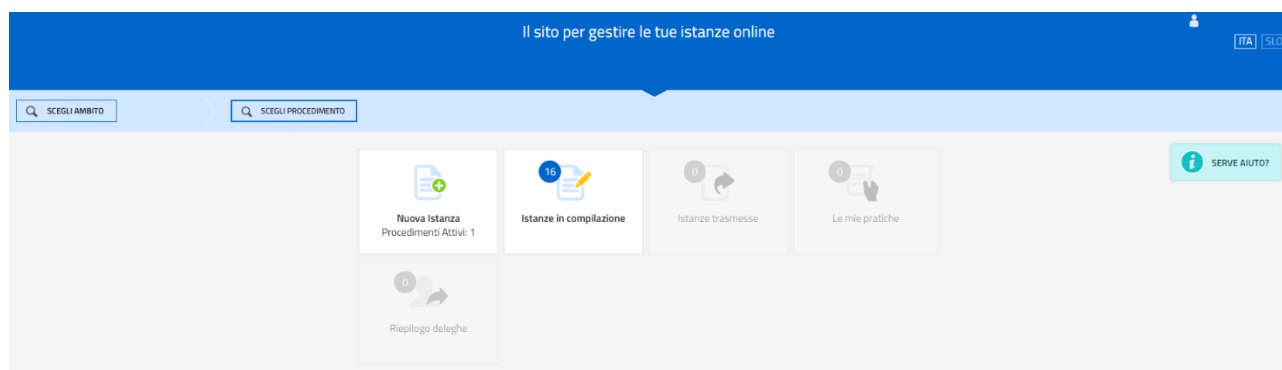 Il sito per gestire le tue istanze online
ITA SLO
SCEGLI AMBITO SCEGLI PROCEDIMENTO
SERVE AIUTO?
16 0 0
Nuova Istanza Istanze in compilazione Istanze trasmesse Le mie pratiche
Procedimenti Attivi: 1
0
Riepilogo deleghe